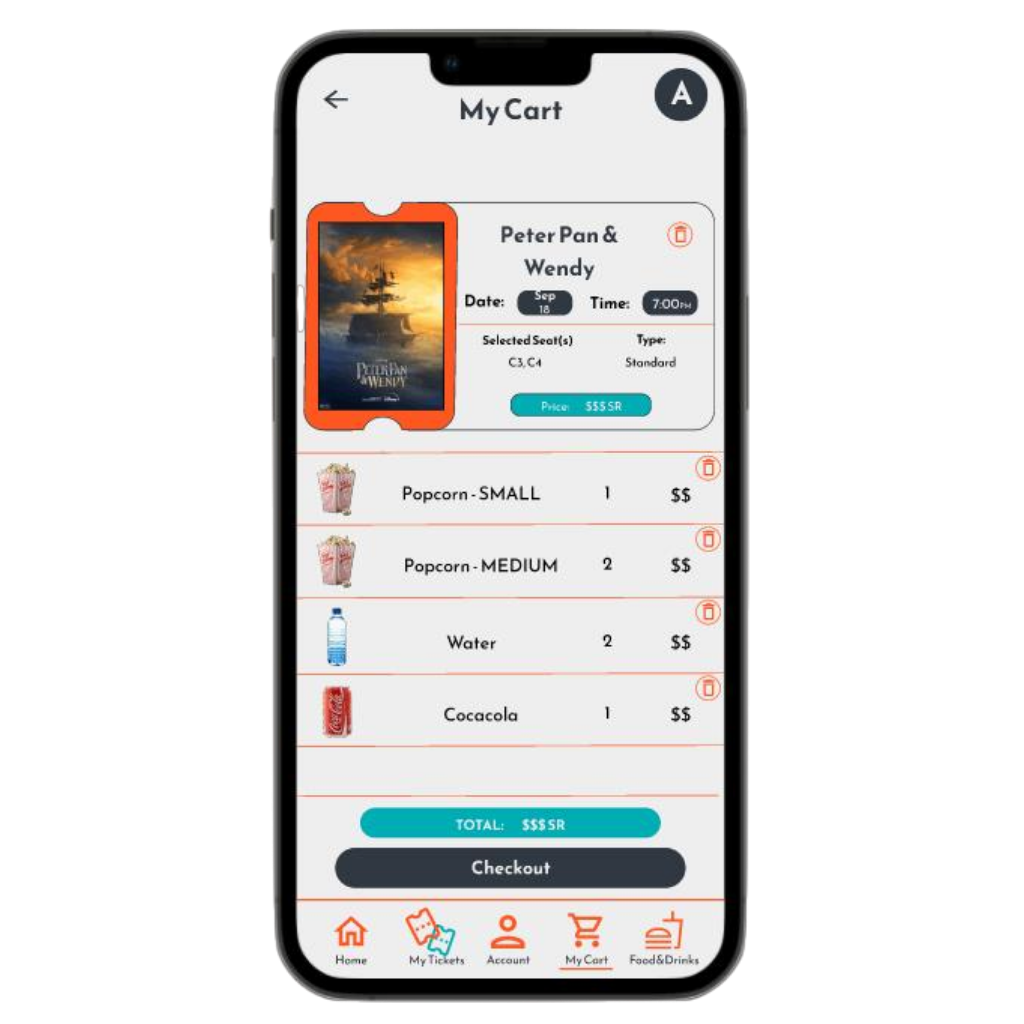 My Cart
A
Peter Pan &
Wendy
Date:
Sep
18
Time:
7:00PM
Selected Seat(s)
Type:
C3, C4
Standard
Price: $$$ SR
PETER PAN
& WENDY
Popcorn - SMALL 1 $$
Popcorn - MEDIUM 2 $$
Water 2 $$
Coca-Cola
Cocacola 1 $$
TOTAL: $$$ SR
Checkout
Home
My Tickets
Account
My Cart
Food&Drinks